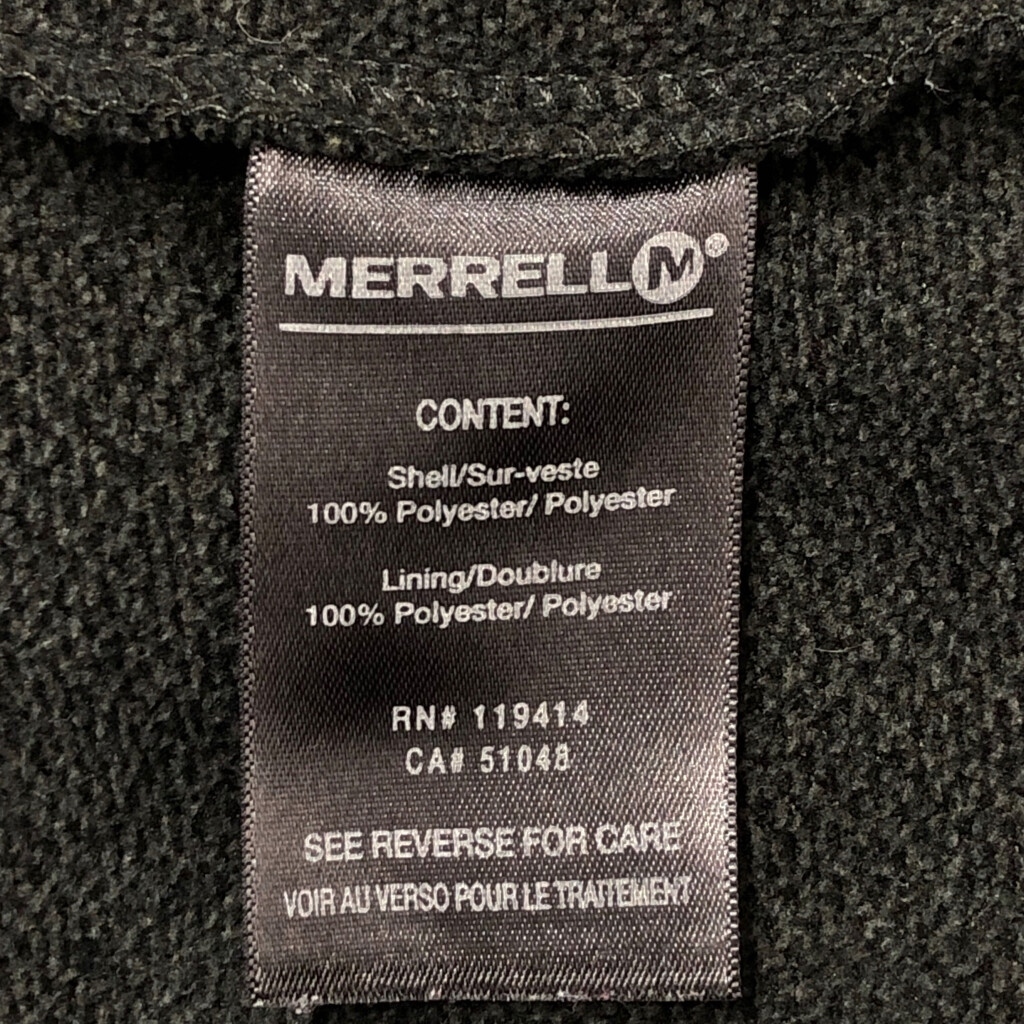 MERRELL M®
CONTENT:
Shell/Sur-veste
100% Polyester/ Polyester
Lining/Doublure
100% Polyester/ Polyester
RN# 119414
CA# 51048
SEE REVERSE FOR CARE
VOIR AU VERSO POUR LE TRAITEMENT